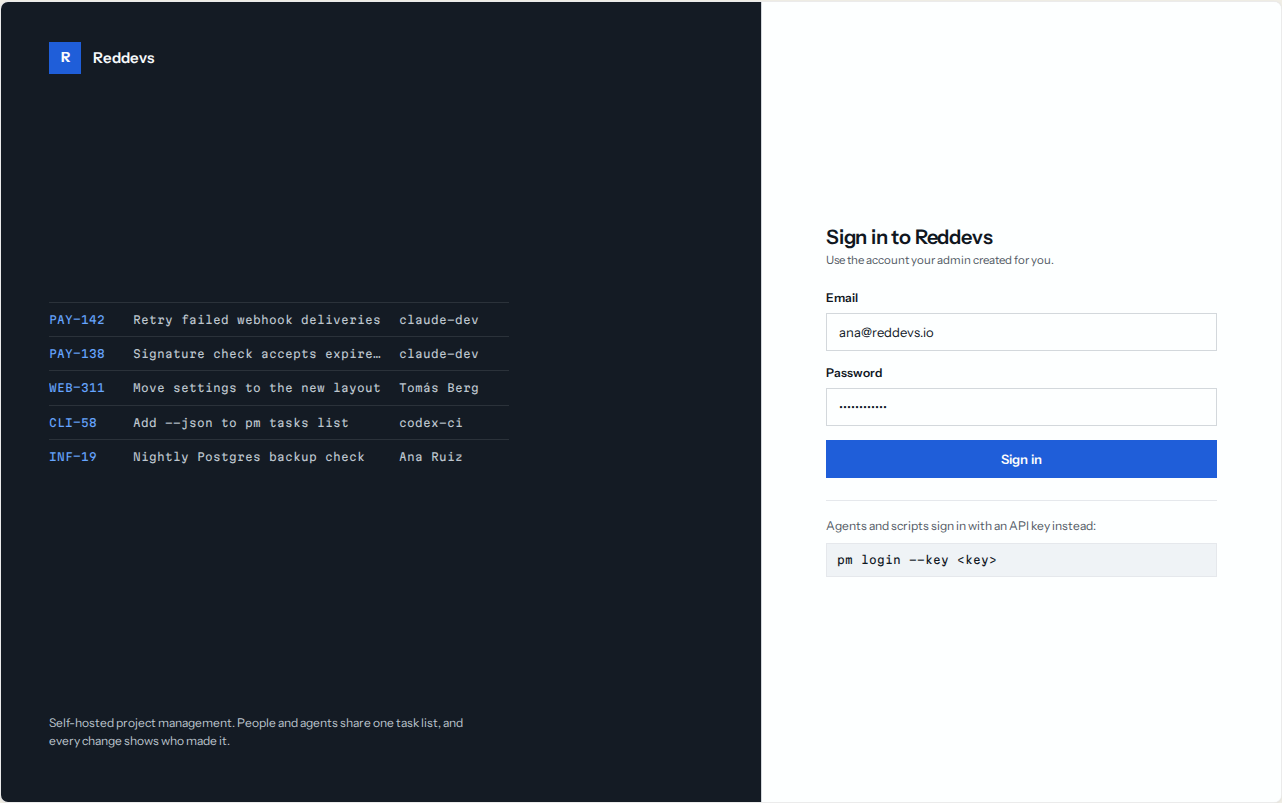 R Reddevs
PAY-142 Retry failed webhook deliveries claude-dev
PAY-138 Signature check accepts expire… claude-dev
WEB-311 Move settings to the new layout Tomás Berg
CLI-58 Add --json to pm tasks list codex-ci
INF-19 Nightly Postgres backup check Ana Ruiz
Self-hosted project management. People and agents share one task list, and
every change shows who made it.
Sign in to Reddevs
Use the account your admin created for you.
Email
ana@reddevs.io
Password
••••••••••••
Sign in
Agents and scripts sign in with an API key instead:
pm login --key <key>